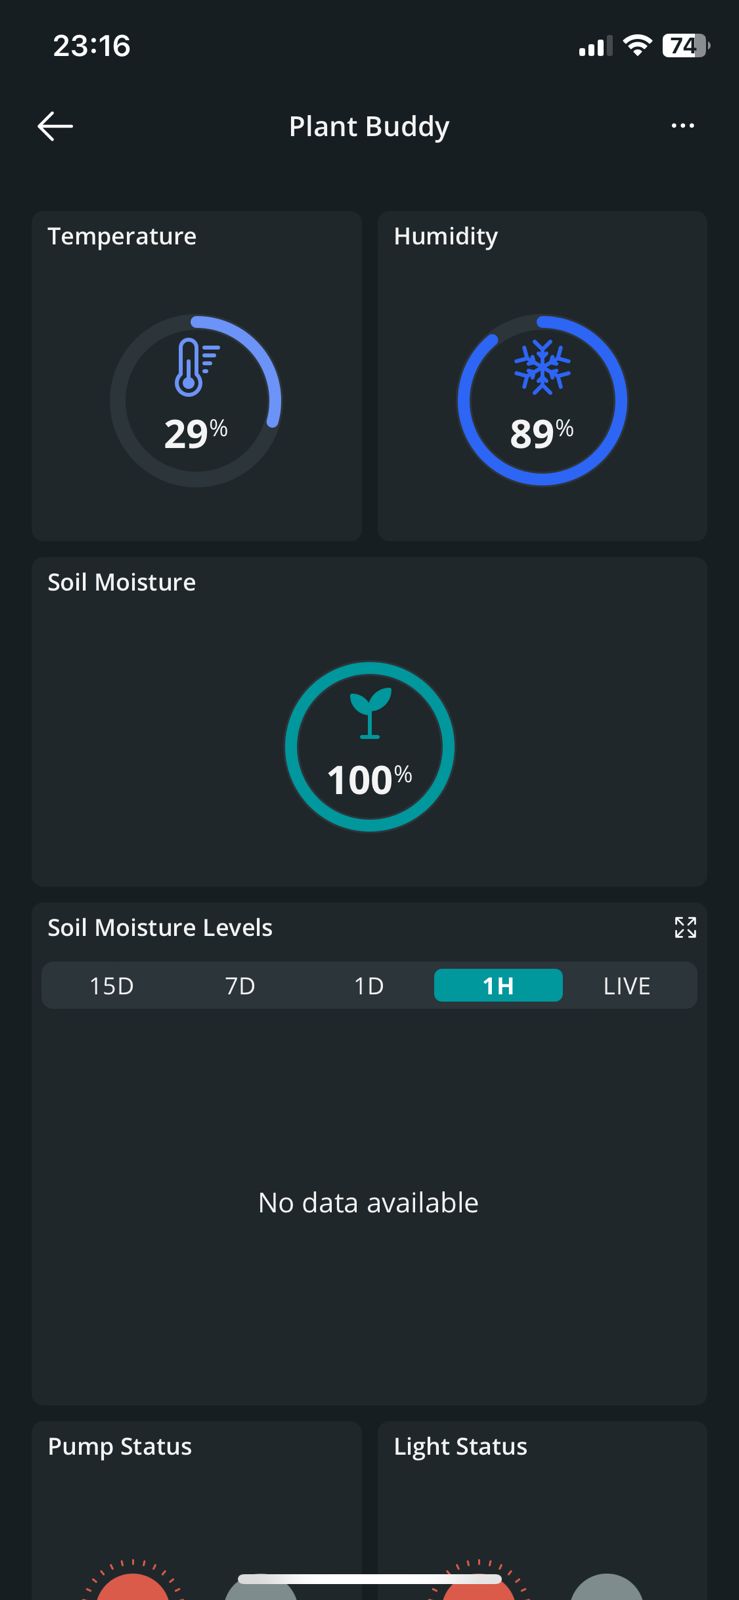 23:16
74
Plant Buddy
Temperature
Humidity
29%
89%
Soil Moisture
100%
Soil Moisture Levels
15D 7D 1D 1H LIVE
No data available
Pump Status
Light Status